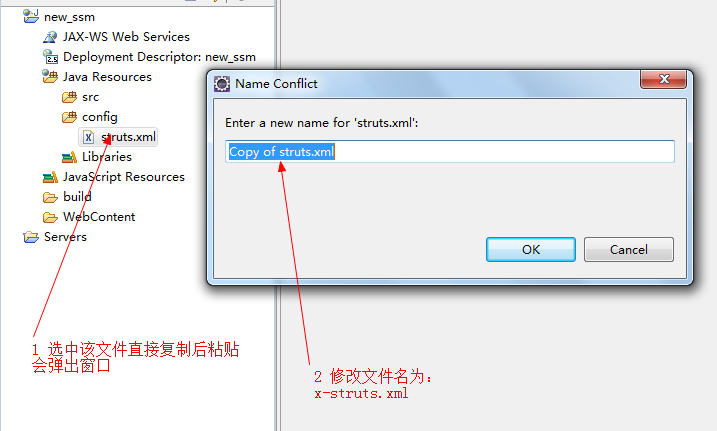 new_ssm
JAX-WS Web Services
Deployment Descriptor: new_ssm
Java Resources
src
config
struts.xml
Libraries
JavaScript Resources
build
WebContent
Servers
Name Conflict
Enter a new name for 'struts.xml':
Copy of struts.xml
OK
Cancel
1 选中该文件直接复制后粘贴
会弹出窗口
2 修改文件名为：
x-struts.xml